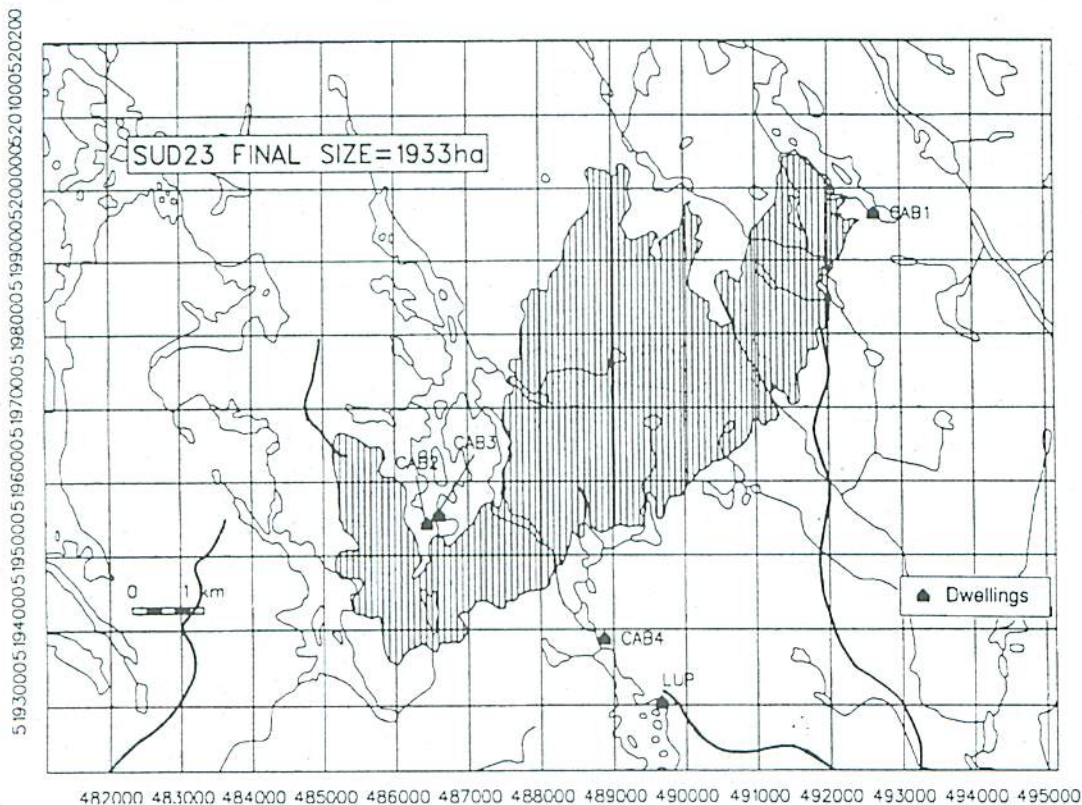 SUD23 FINAL SIZE=1933ha
CAB1
CAB3
CAB2
0 1 km
Dwellings
CAB4
LUP
5193000 5194000 5195000 5196000 5197000 5198000 5199000 5200000 5201000 520200
482000 483000 484000 485000 486000 487000 488000 489000 490000 491000 492000 493000 494000 495000